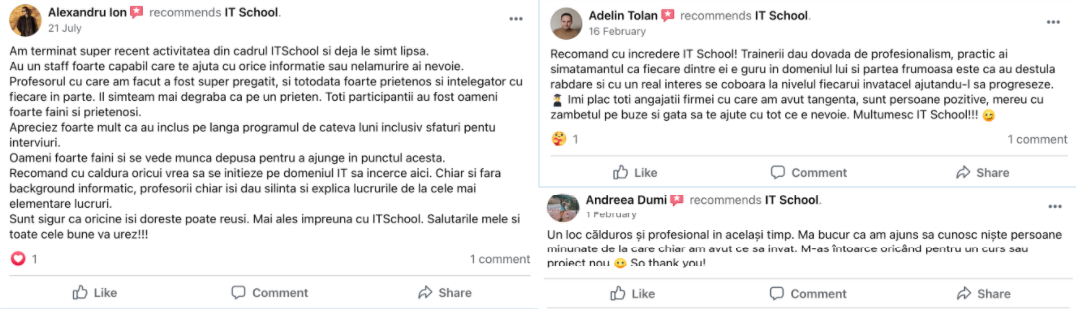 Alexandru Ion recommends IT School.
21 July
Am terminat super recent activitatea din cadrul ITSchool si deja le simt lipsa.
Au un staff foarte capabil care te ajuta cu orice informatie sau nelamurire ai nevoie.
Profesorul cu care am facut a fost super pregatit, si totodata foarte prietenos si intelegator cu
fiecare in parte. Il simteam mai degraba ca pe un prieten. Toti participantii au fost oameni
foarte faini si prietenosi.
Apreciez foarte mult ca au inclus pe langa programul de cateva luni inclusiv sfaturi pentu
interviuri.
Oameni foarte faini si se vede munca depusa pentru a ajunge in punctul acesta.
Recomand cu caldura oricui vrea sa se initieze pe domeniul IT sa incerce aici. Chiar si fara
background informatic, profesorii chiar isi dau silinta si explica lucrurile de la cele mai
elementare lucruri.
Sunt sigur ca oricine isi doreste poate reusi. Mai ales impreuna cu ITSchool. Salutarile mele si
toate cele bune va urez!!!
1
1 comment
Like Comment Share
Adelin Tolan recommends IT School.
16 February
Recomand cu incredere IT School! Trainerii dau dovada de profesionalism, practic ai
simatamantul ca fiecare dintre ei e guru in domeniul lui si partea frumoasa este ca au destula
rabdare si cu un real interes se coboara la nivelul fiecarui invatacel ajutandu-l sa progreseze.
👨‍🎓 Imi plac toti angajatii firmei cu care am avut tangenta, sunt persoane pozitive, mereu cu
zambetul pe buze si gata sa te ajute cu tot ce e nevoie. Multumesc IT School!!! 😉
1
1 comment
Like Comment Share
Andreea Dumi recommends IT School.
1 February
Un loc călduros și profesional in același timp. Ma bucur ca am ajuns sa cunosc niște persoane
minunate de la care chiar am avut ce sa invat. M-as întoarce oricând pentru un curs sau
proiect nou 🙂 So thank you!
Like Comment Share